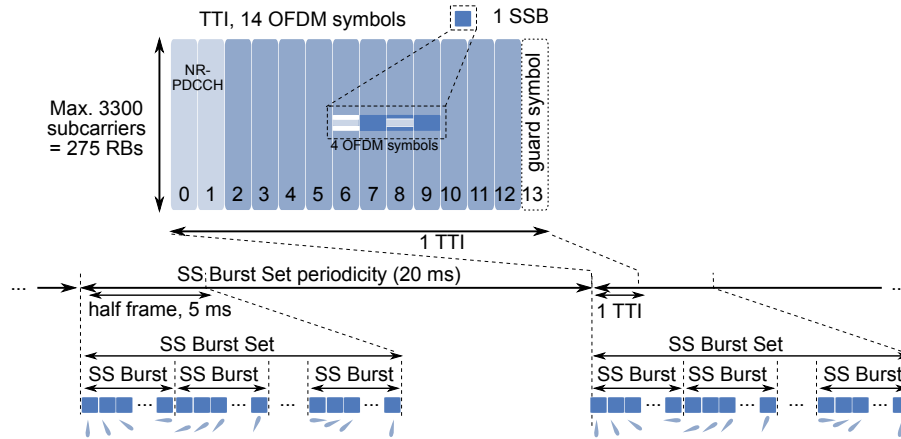 TTI, 14 OFDM symbols
1 SSB
NR-
PDCCH
Max. 3300
subcarriers
= 275 RBs
guard symbol
4 OFDM symbols
0 1 2 3 4 5 6 7 8 9 10 11 12 13
1 TTI
SS Burst Set periodicity (20 ms)
... ...
half frame, 5 ms
1 TTI
SS Burst Set
SS Burst Set
SS Burst SS Burst SS Burst
SS Burst SS Burst SS Burst
... ... ... ...
... ... ... ...